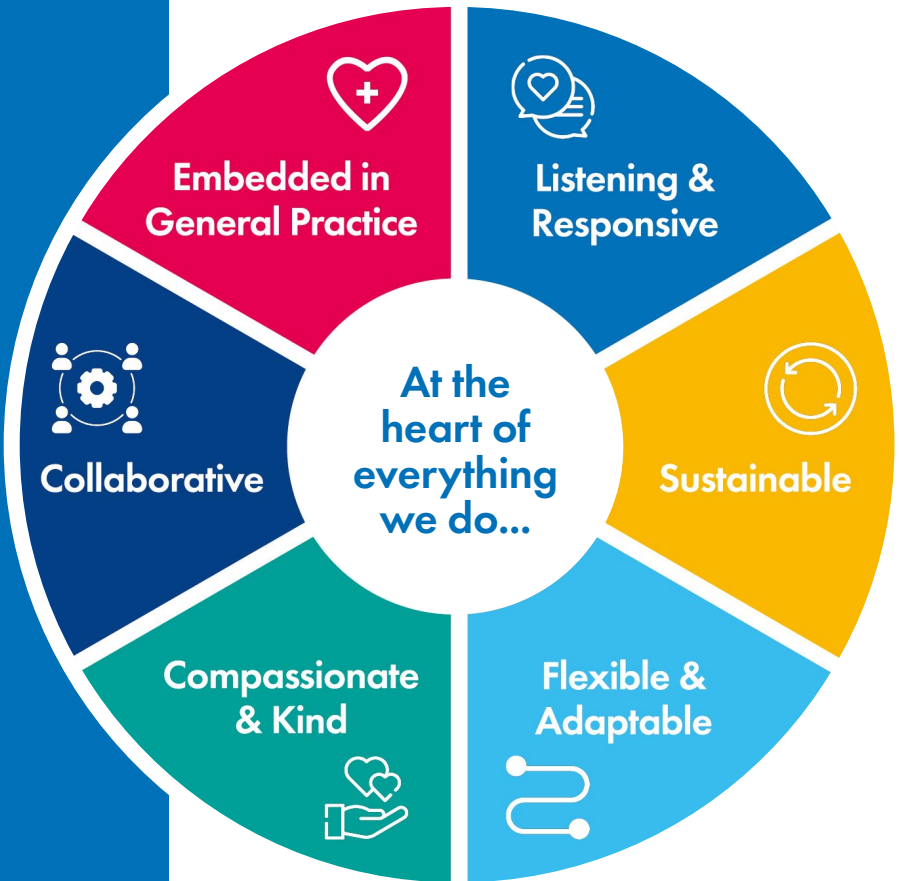 Embedded in
General Practice
Listening &
Responsive
Sustainable
Flexible &
Adaptable
Compassionate
& Kind
Collaborative
At the
heart of
everything
we do...